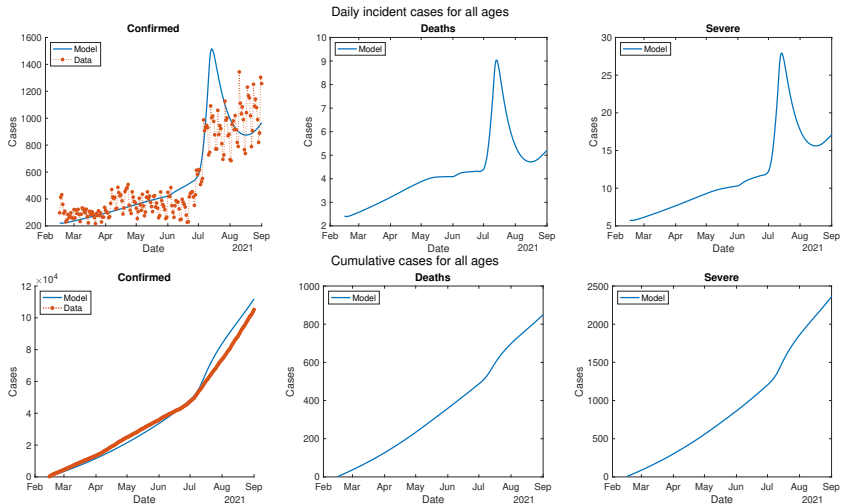 Daily incident cases for all ages
Confirmed
Deaths
Severe
1600
1400
1200
1000
800
600
400
200
Cases
Model
Data
Feb Mar Apr May Jun Jul Aug Sep
Date
2021
10
9
8
7
6
5
4
3
2
Cases
Model
Feb Mar Apr May Jun Jul Aug Sep
Date
2021
30
25
20
15
10
5
Cases
Model
Feb Mar Apr May Jun Jul Aug Sep
Date
2021
Cumulative cases for all ages
Confirmed
Deaths
Severe
×10⁴
12
10
8
6
4
2
0
Cases
Model
Data
Feb Mar Apr May Jun Jul Aug Sep
Date
2021
1000
800
600
400
200
0
Cases
Model
Feb Mar Apr May Jun Jul Aug Sep
Date
2021
2500
2000
1500
1000
500
0
Cases
Model
Feb Mar Apr May Jun Jul Aug Sep
Date
2021